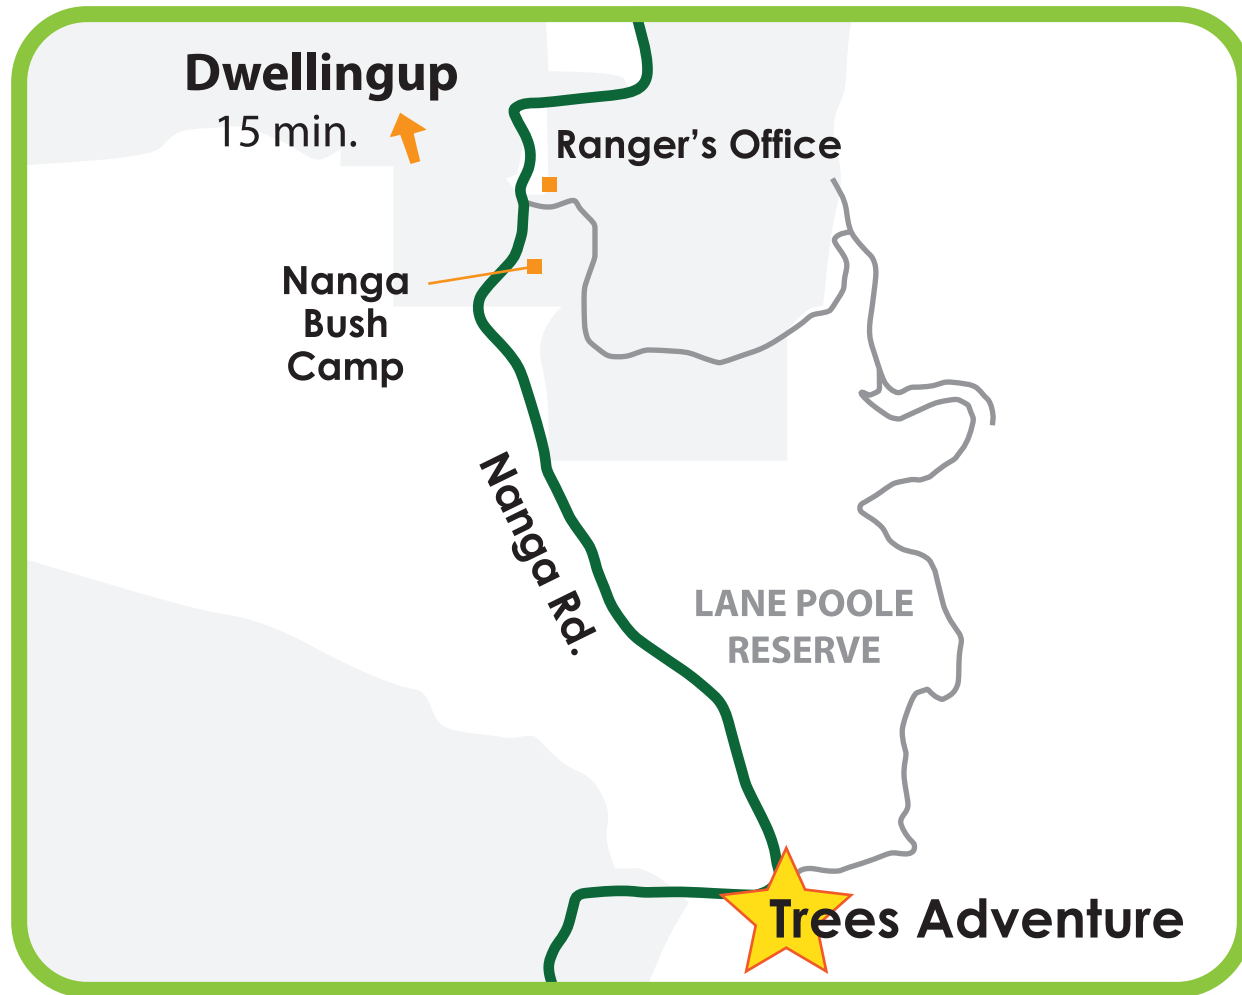 Dwellingup
15 min.
Ranger’s Office
Nanga
Bush
Camp
Nanga Rd.
LANE POOLE
RESERVE
Trees Adventure